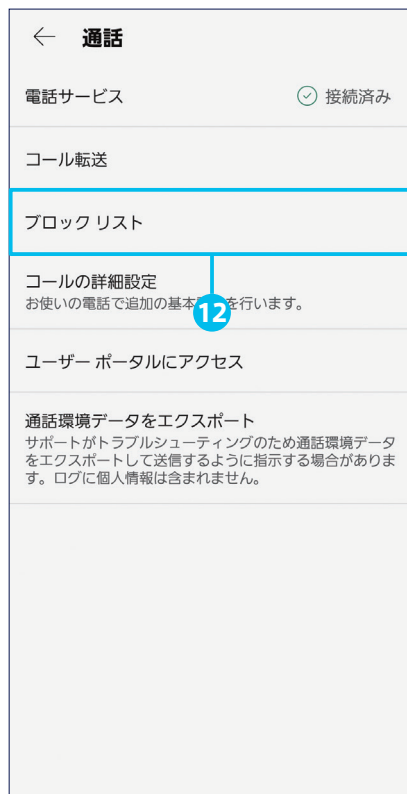 ← 通話
電話サービス 接続済み
コール転送
ブロック リスト
コールの詳細設定
お使いの電話で追加の基本 を行います。
12
ユーザー ポータルにアクセス
通話環境データをエクスポート
サポートがトラブルシューティングのため通話環境データ
をエクスポートして送信するように指示する場合がありま
す。ログに個人情報は含まれません。